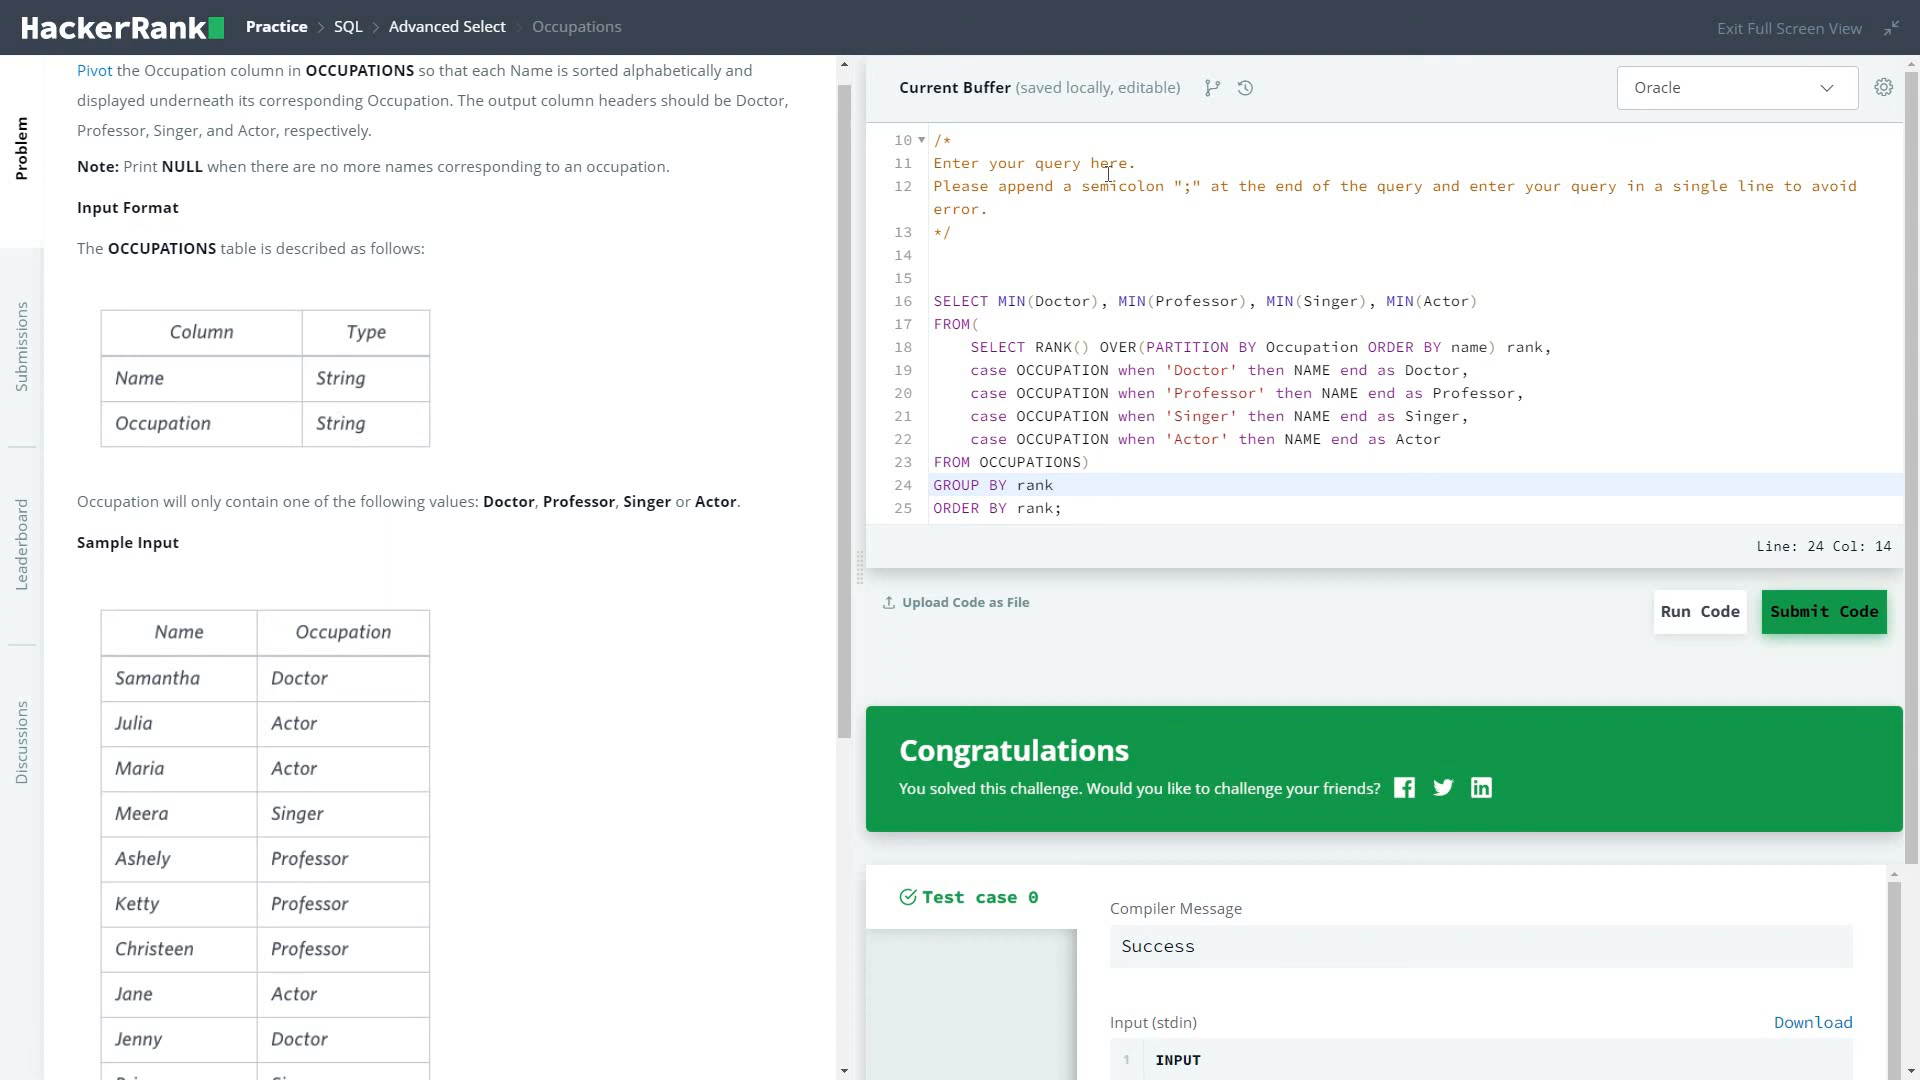 HackerRank Practice > SQL > Advanced Select > Occupations
Exit Full Screen View
Problem
Submissions
Leaderboard
Discussions
Pivot the Occupation column in OCCUPATIONS so that each Name is sorted alphabetically and
displayed underneath its corresponding Occupation. The output column headers should be Doctor,
Professor, Singer, and Actor, respectively.
Note: Print NULL when there are no more names corresponding to an occupation.
Input Format
The OCCUPATIONS table is described as follows:
Column Type
Name String
Occupation String
Occupation will only contain one of the following values: Doctor, Professor, Singer or Actor.
Sample Input
Name Occupation
Samantha Doctor
Julia Actor
Maria Actor
Meera Singer
Ashely Professor
Ketty Professor
Christeen Professor
Jane Actor
Jenny Doctor
Current Buffer (saved locally, editable)
Oracle
10 /*
11 Enter your query here.
12 Please append a semicolon ";" at the end of the query and enter your query in a single line to avoid
error.
13 */
14
15
16 SELECT MIN(Doctor), MIN(Professor), MIN(Singer), MIN(Actor)
17 FROM(
18 SELECT RANK() OVER(PARTITION BY Occupation ORDER BY name) rank,
19 case OCCUPATION when 'Doctor' then NAME end as Doctor,
20 case OCCUPATION when 'Professor' then NAME end as Professor,
21 case OCCUPATION when 'Singer' then NAME end as Singer,
22 case OCCUPATION when 'Actor' then NAME end as Actor
23 FROM OCCUPATIONS)
24 GROUP BY rank
25 ORDER BY rank;
Line: 24 Col: 14
Upload Code as File
Run Code
Submit Code
Congratulations
You solved this challenge. Would you like to challenge your friends?
Test case 0
Compiler Message
Success
Input (stdin)
Download
1 INPUT